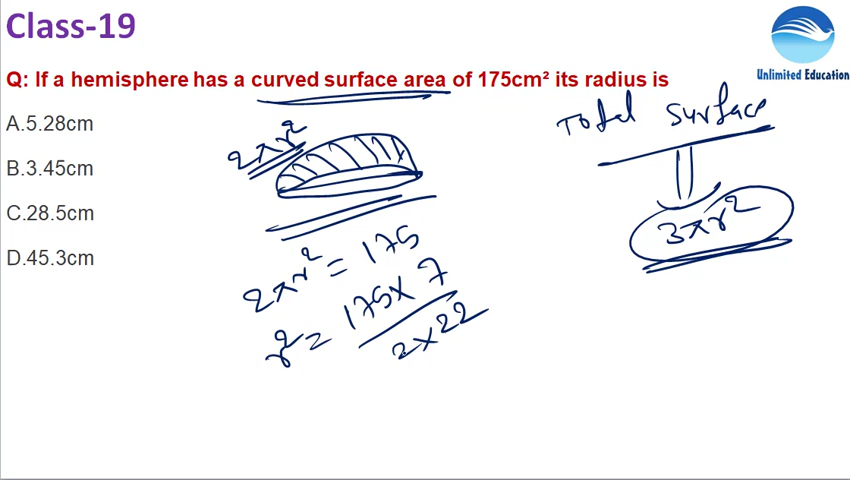 Class-19
Unlimited Education
Q: If a hemisphere has a curved surface area of 175cm² its radius is
A.5.28cm
B.3.45cm
C.28.5cm
D.45.3cm
2πr²
Total surface
3πr²
2πr² = 175
r² = 175 × 7
2 × 22